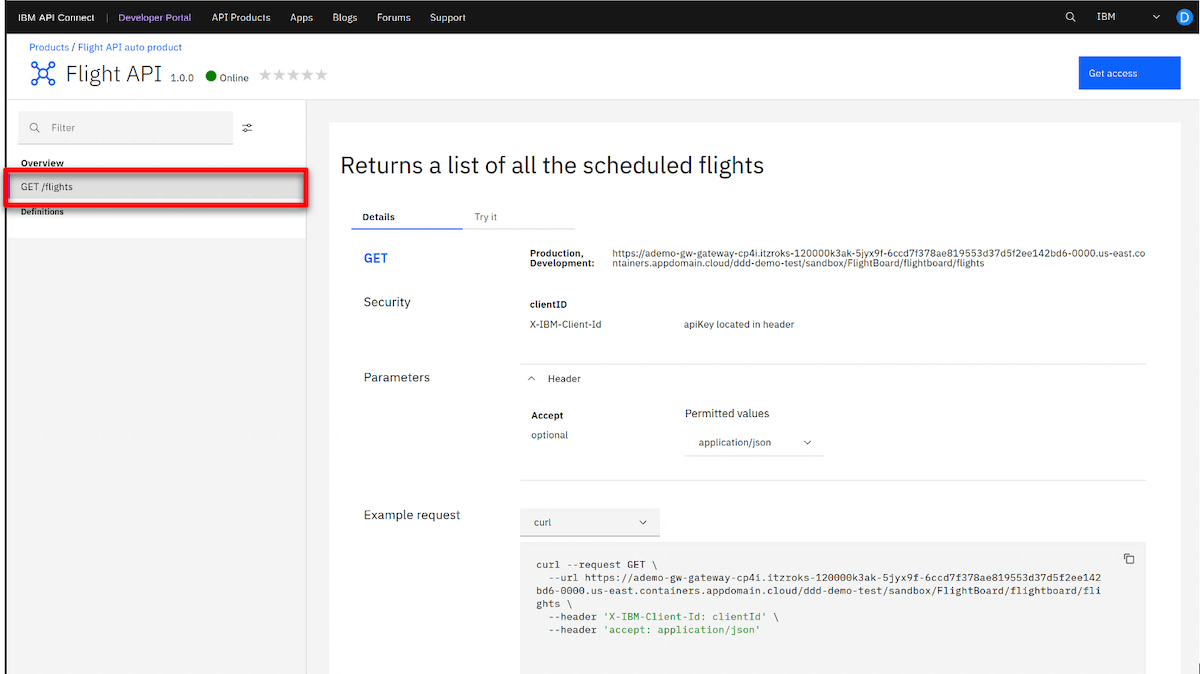 IBM API Connect | Developer Portal API Products Apps Blogs Forums Support IBM D
Products / Flight API auto product
Flight API 1.0.0 Online
Get access
Filter
Overview
GET /flights
Definitions
Returns a list of all the scheduled flights
Details Try it
GET
Production, Development:
https://ademo-gw-gateway-cp4i.itzroks-120000k3ak-5jyx9f-6ccd7f378ae819553d37d5f2ee142bd6-0000.us-east.co
ntainers.appdomain.cloud/ddd-demo-test/sandbox/FlightBoard/flightboard/flights
Security
clientID
X-IBM-Client-Id apiKey located in header
Parameters
Header
Accept Permitted values
optional application/json
Example request
curl
curl --request GET \
--url https://ademo-gw-gateway-cp4i.itzroks-120000k3ak-5jyx9f-6ccd7f378ae819553d37d5f2ee142
bd6-0000.us-east.containers.appdomain.cloud/ddd-demo-test/sandbox/FlightBoard/flightboard/fli
ghts \
--header 'X-IBM-Client-Id: clientId' \
--header 'accept: application/json'